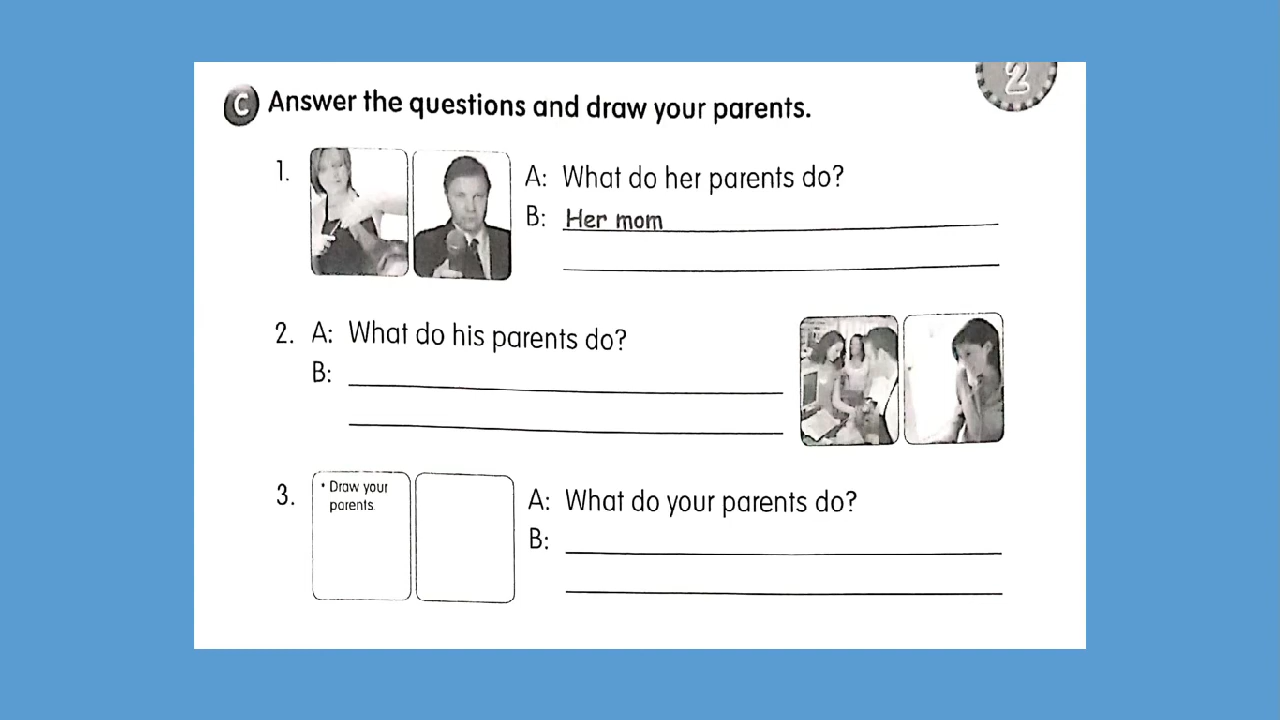 2
C Answer the questions and draw your parents.
1.
A: What do her parents do?
B: Her mom
2. A: What do his parents do?
B:
3.
• Draw your
parents.
A: What do your parents do?
B: